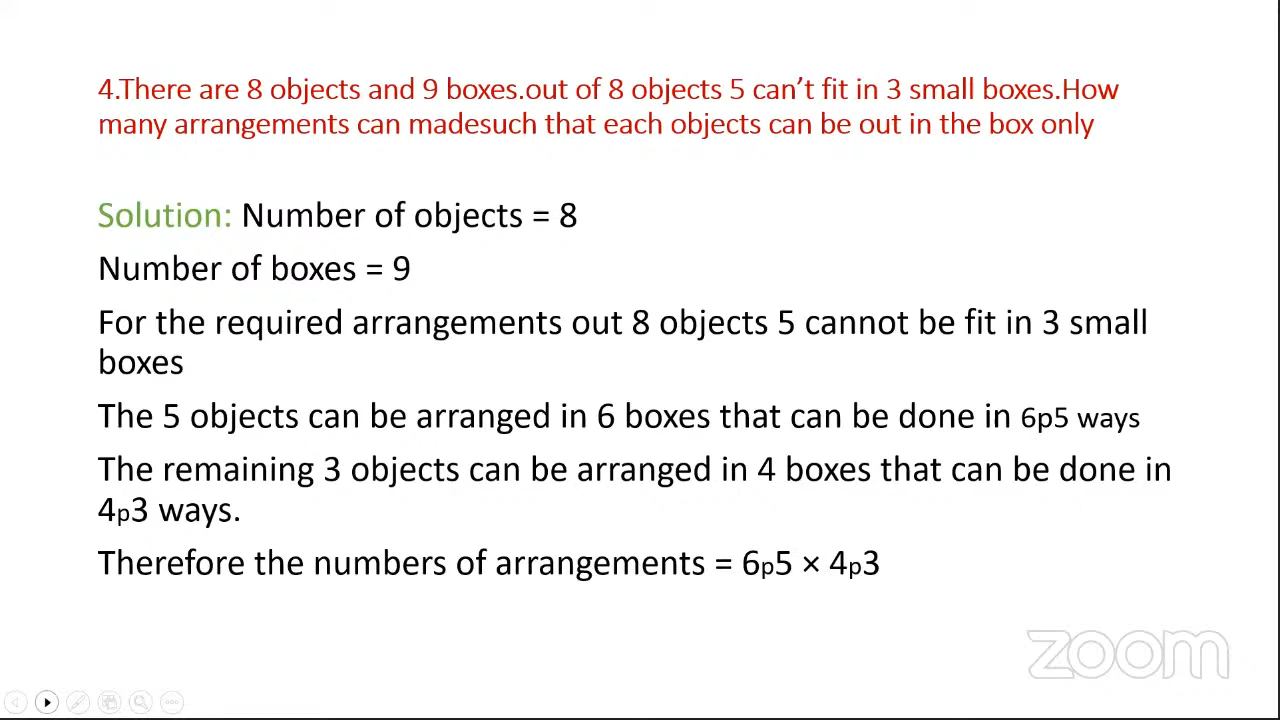 4.There are 8 objects and 9 boxes.out of 8 objects 5 can’t fit in 3 small boxes.How
many arrangements can madesuch that each objects can be out in the box only
Solution: Number of objects = 8
Number of boxes = 9
For the required arrangements out 8 objects 5 cannot be fit in 3 small
boxes
The 5 objects can be arranged in 6 boxes that can be done in 6p5 ways
The remaining 3 objects can be arranged in 4 boxes that can be done in
4p3 ways.
Therefore the numbers of arrangements = 6p5 × 4p3
zoom